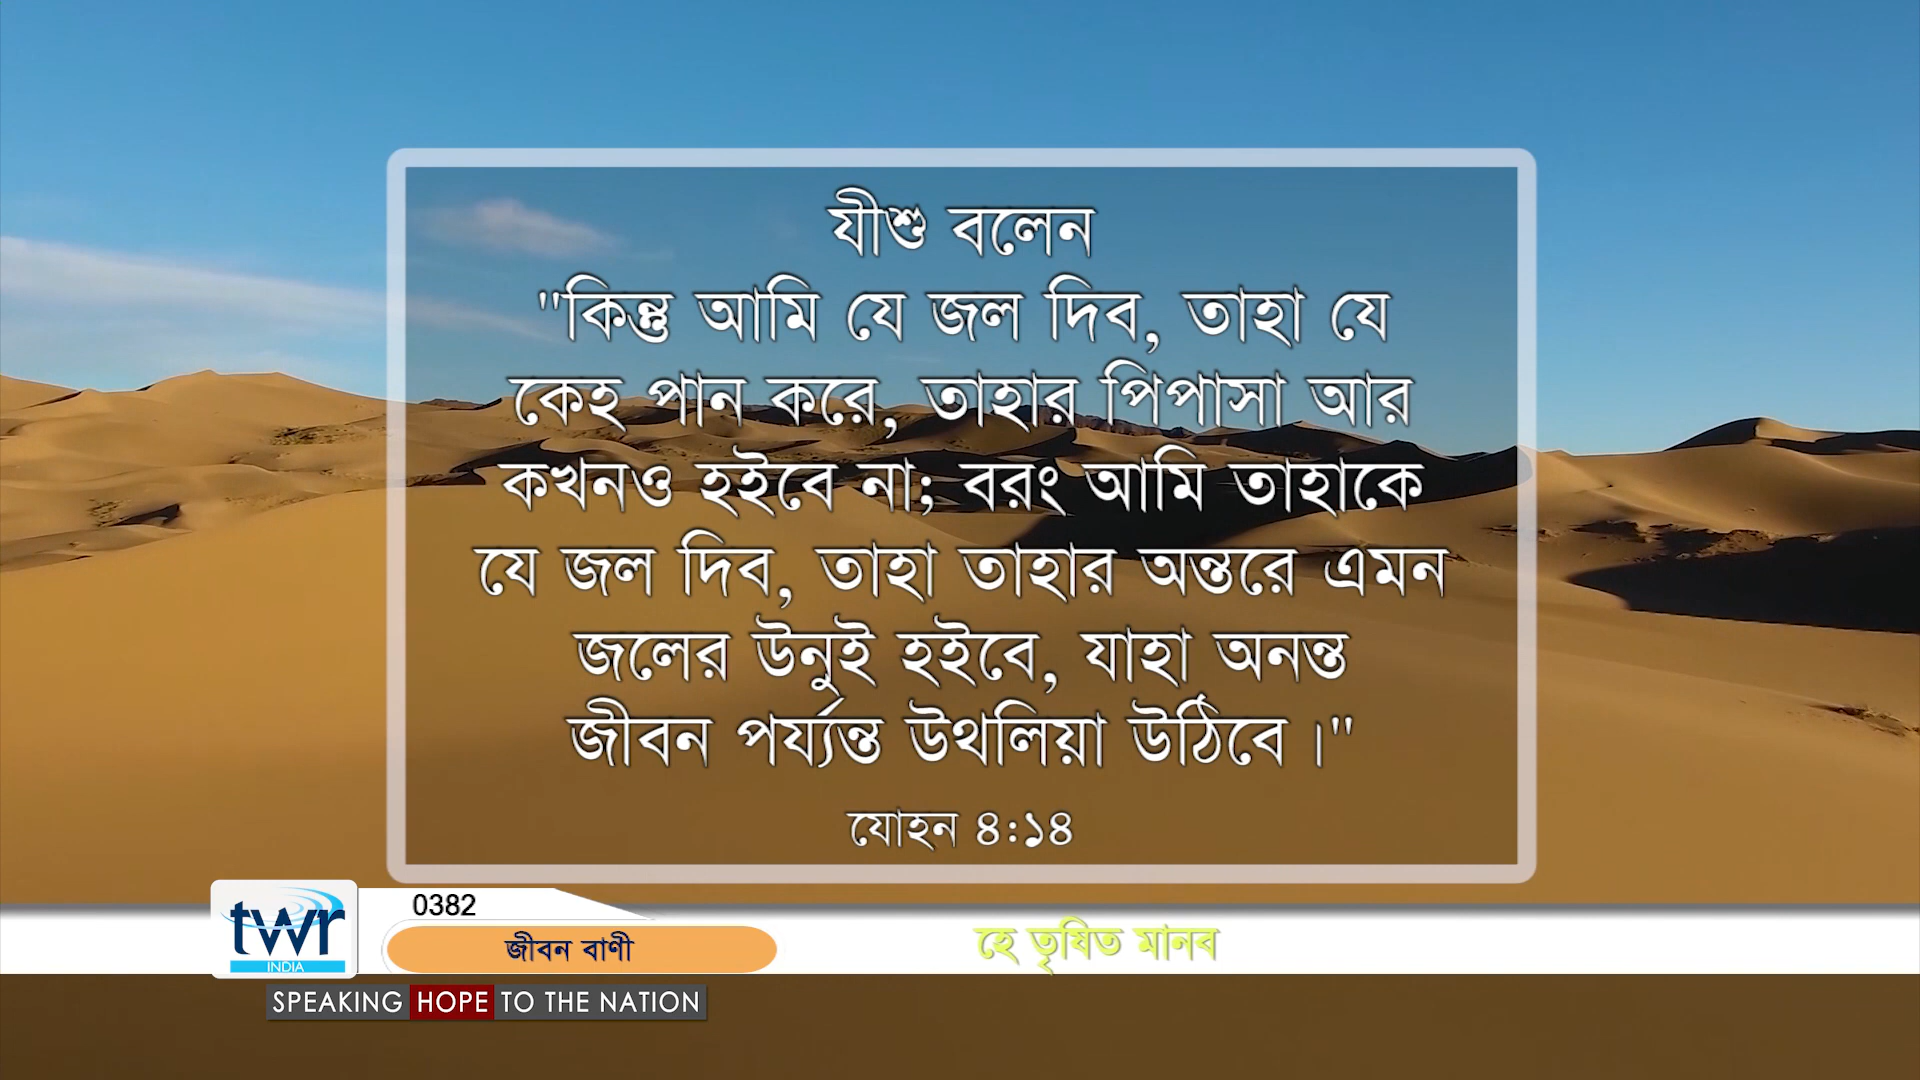 যীশু বলেন
"কিন্তু আমি যে জল দিব, তাহা যে
কেহ পান করে, তাহার পিপাসা আর
কখনও হইবে না; বরং আমি তাহাকে
যে জল দিব, তাহা তাহার অন্তরে এমন
জলের উনুই হইবে, যাহা অনন্ত
জীবন পর্য্যন্ত উথলিয়া উঠিবে।"
যোহন ৪:১৪
twr
INDIA
0382
জীবন বাণী
হে তৃষিত মানব
SPEAKING HOPE TO THE NATION